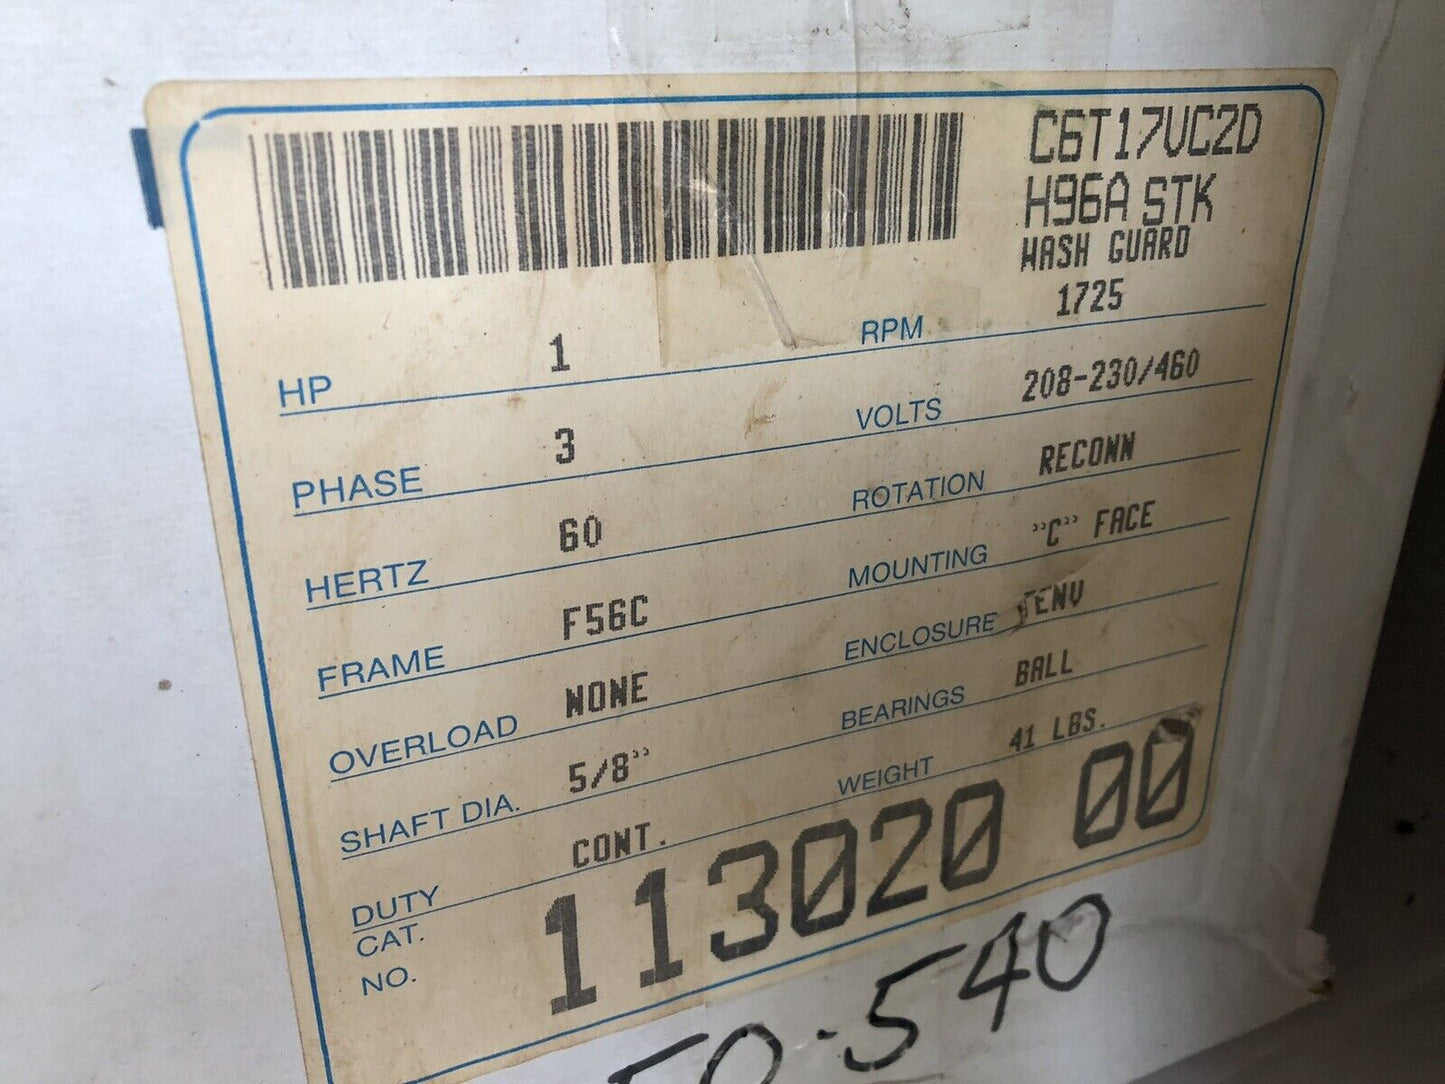 C6T17VC2D
H96A STK
WASH GUARD
HP 1 RPM 1725
PHASE 3 VOLTS 208-230/460
HERTZ 60 ROTATION RECONN
FRAME F56C MOUNTING "C" FACE
OVERLOAD NONE ENCLOSURE TENV
SHAFT DIA. 5/8" BEARINGS BALL
DUTY CONT. WEIGHT 41 LBS.
CAT. NO. 113020 00
50-540